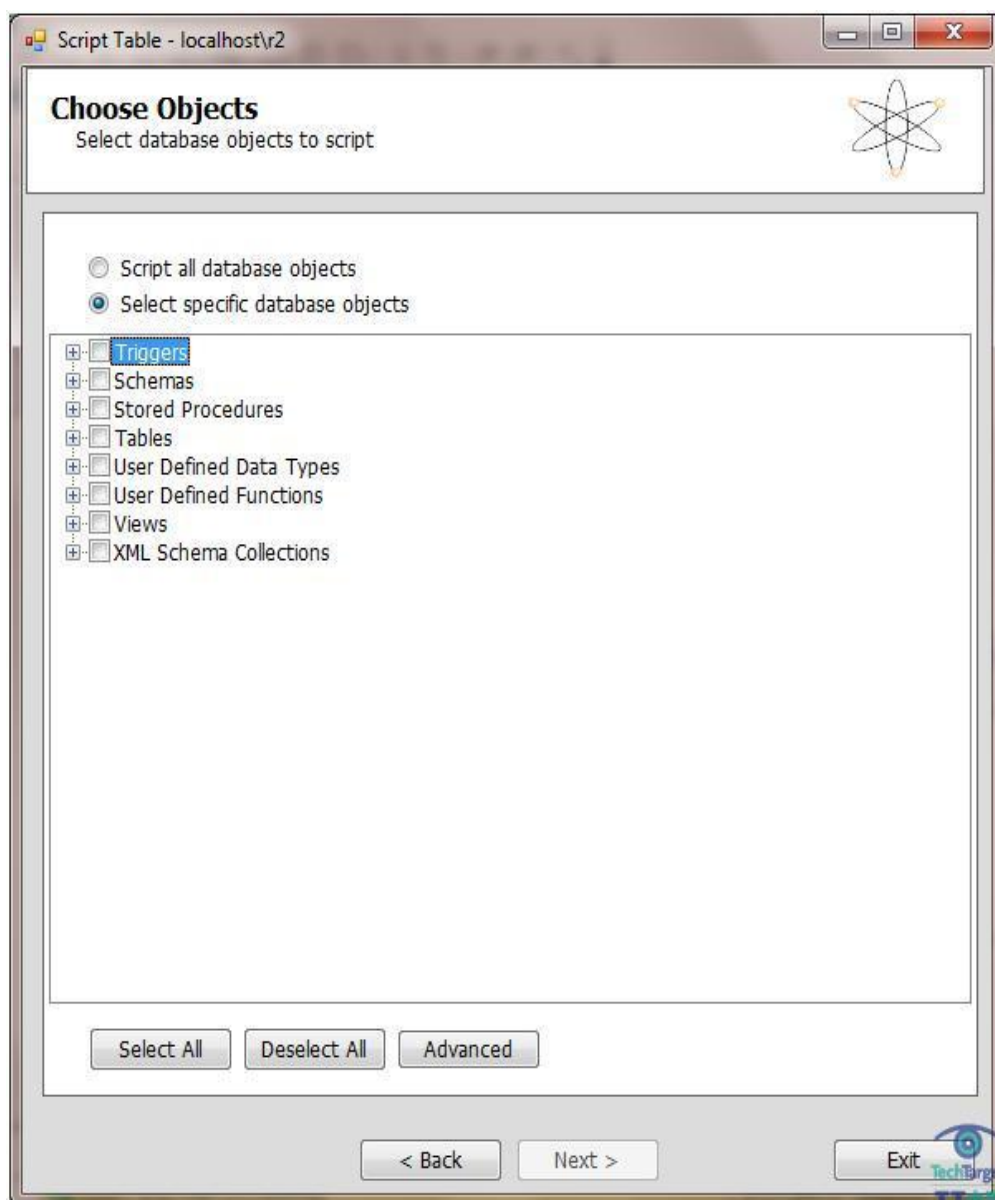 Script Table - localhost\r2
Choose Objects
Select database objects to script
Script all database objects
Select specific database objects
Triggers
Schemas
Stored Procedures
Tables
User Defined Data Types
User Defined Functions
Views
XML Schema Collections
Select All Deselect All Advanced
< Back Next > Exit